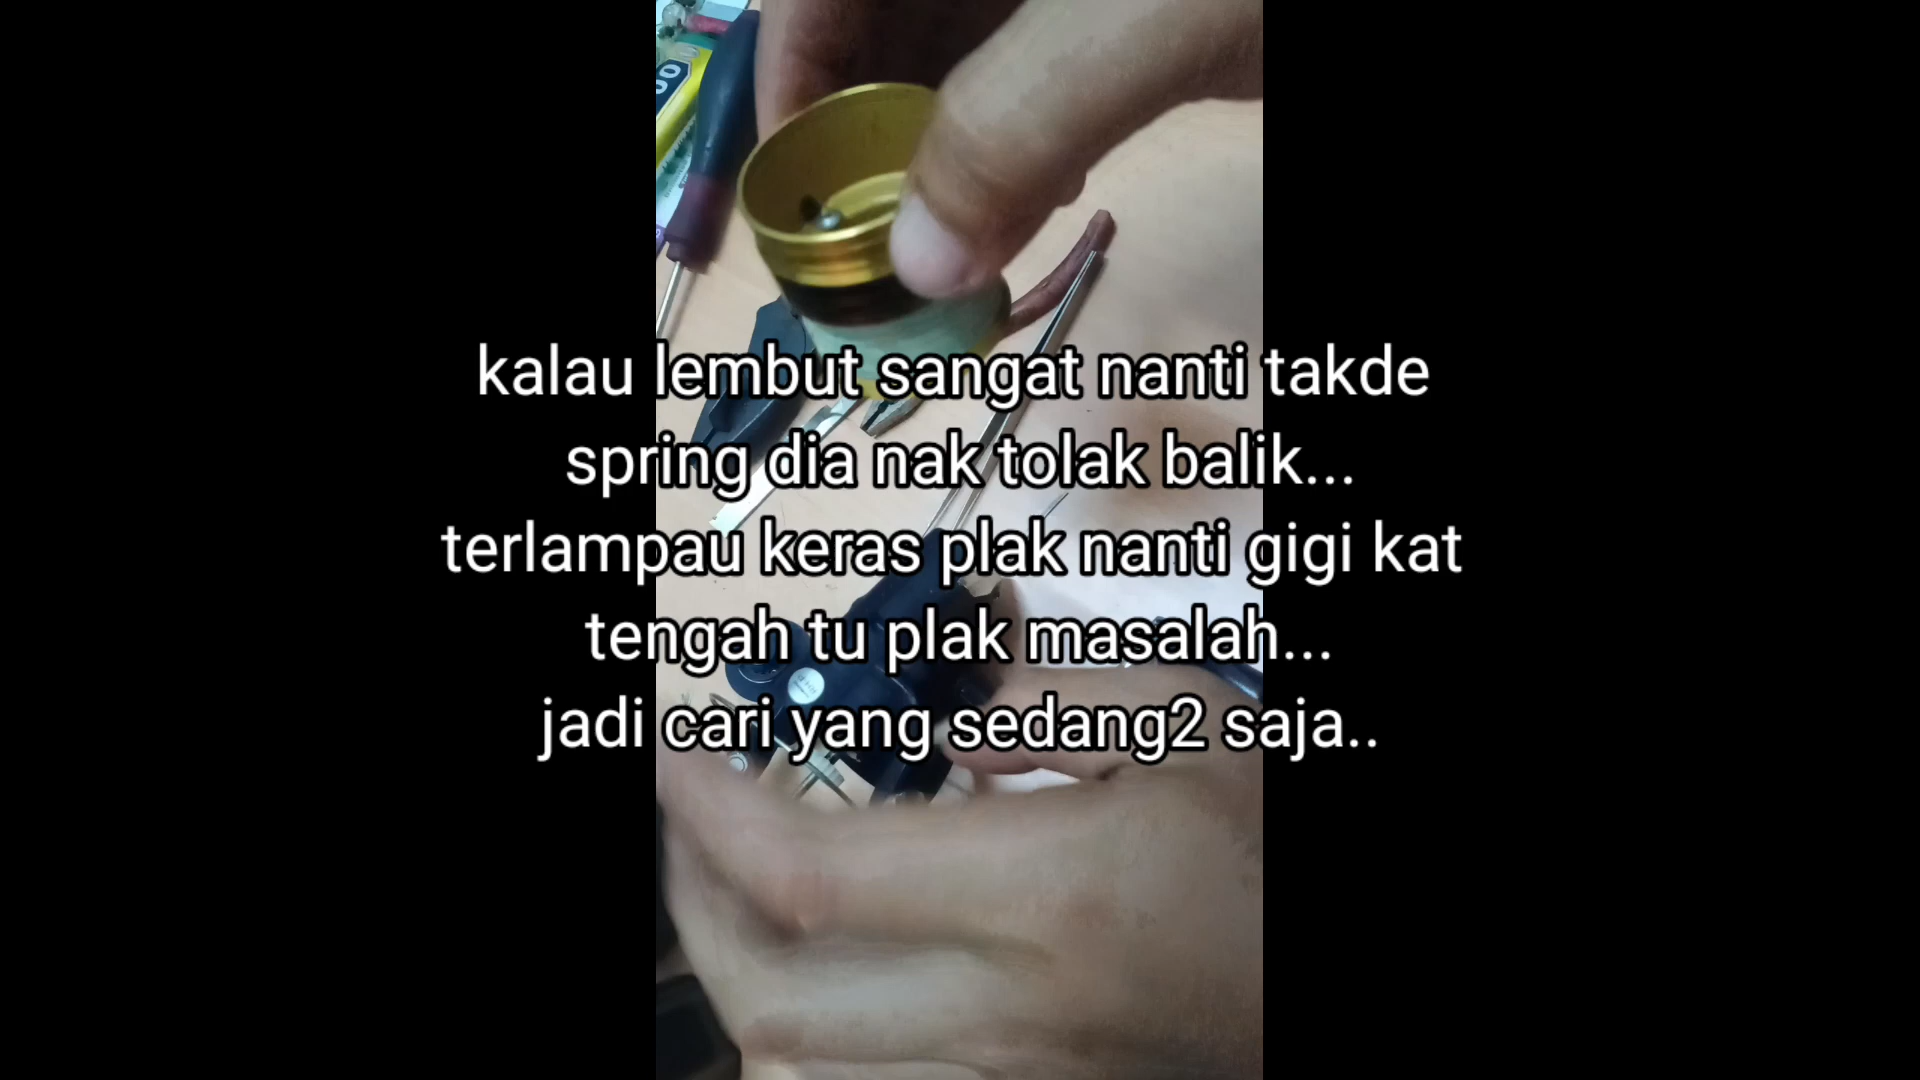 kalau lembut sangat nanti takde
spring dia nak tolak balik...
terlampau keras plak nanti gigi kat
tengah tu plak masalah...
jadi cari yang sedang2 saja..